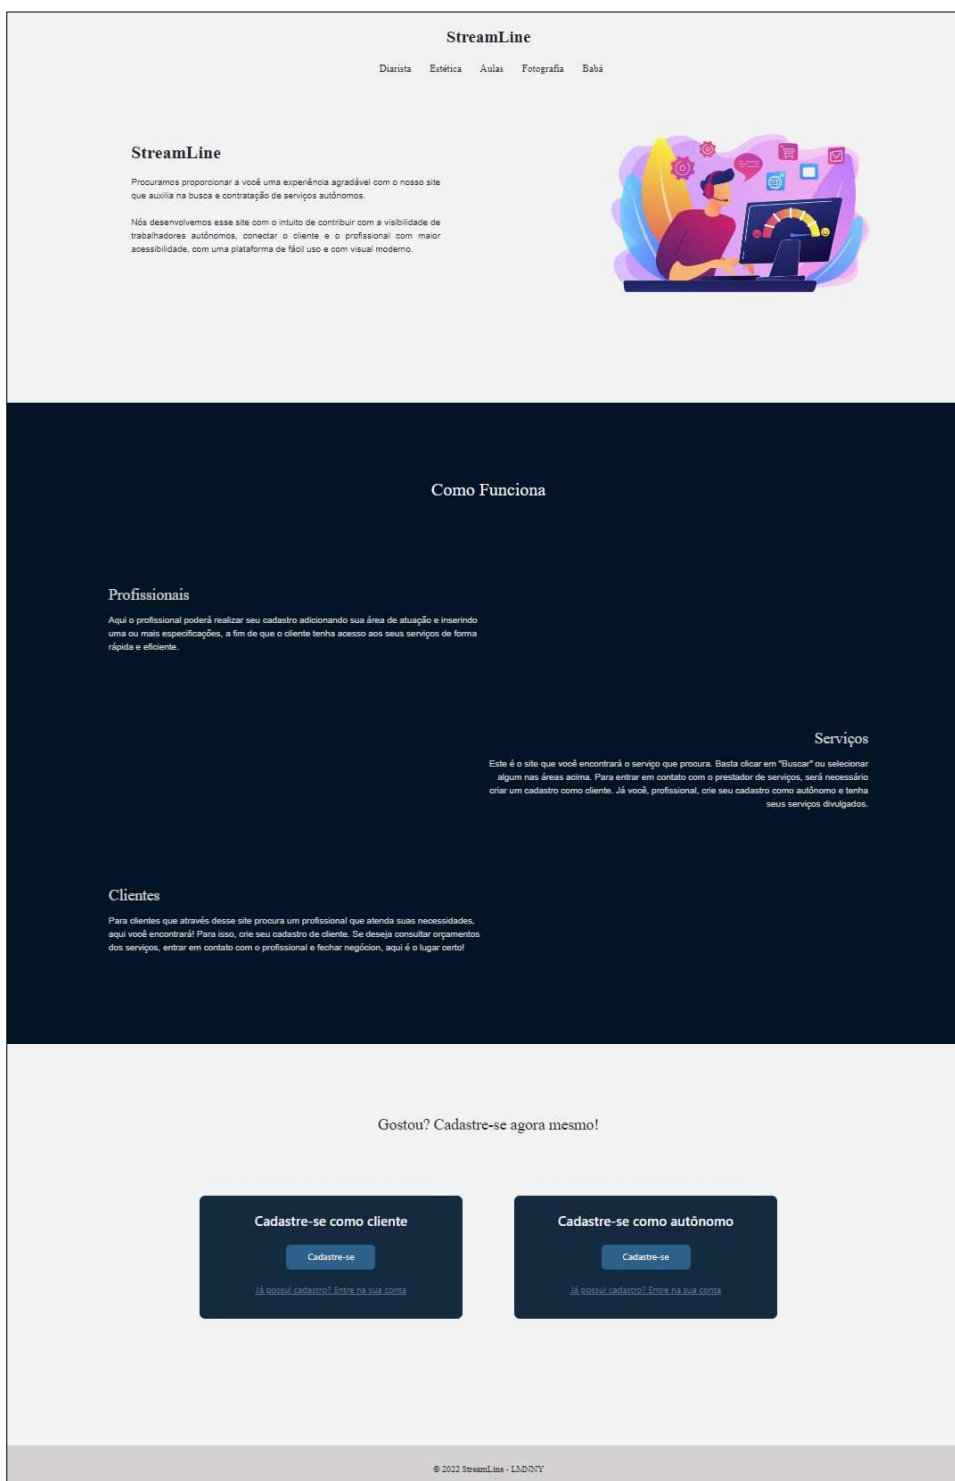 StreamLine
Diarista Estética Aulas Fotografia Babá
StreamLine
Procuramos proporcionar a você uma experiência agradável com o nosso site
que auxilia na busca e contratação de serviços autônomos.
Nós desenvolvemos esse site com o intuito de contribuir com a visibilidade de
trabalhadores autônomos, conectar o cliente e o profissional com maior
acessibilidade, com uma plataforma de fácil uso e com visual moderno.
Como Funciona
Profissionais
Aqui o profissional poderá realizar seu cadastro adicionando sua área de atuação e inserindo
uma ou mais especificações, a fim de que o cliente tenha acesso aos seus serviços de forma
rápida e eficiente.
Serviços
Este é o site que você encontrará o serviço que procura. Basta clicar em "Buscar" ou selecionar
algum nas áreas acima. Para entrar em contato com o prestador de serviços, será necessário
criar um cadastro como cliente. Já você, profissional, crie seu cadastro como autônomo e tenha
seus serviços divulgados.
Clientes
Para clientes que através desse site procura um profissional que atenda suas necessidades,
aqui você encontrará! Para isso, crie seu cadastro de cliente. Se deseja consultar orçamentos
dos serviços, entrar em contato com o profissional e fechar negócion, aqui é o lugar certo!
Gostou? Cadastre-se agora mesmo!
Cadastre-se como cliente
Cadastre-se
Já possui cadastro? Entre na sua conta
Cadastre-se como autônomo
Cadastre-se
Já possui cadastro? Entre na sua conta
© 2022 StreamLine - LMNNY